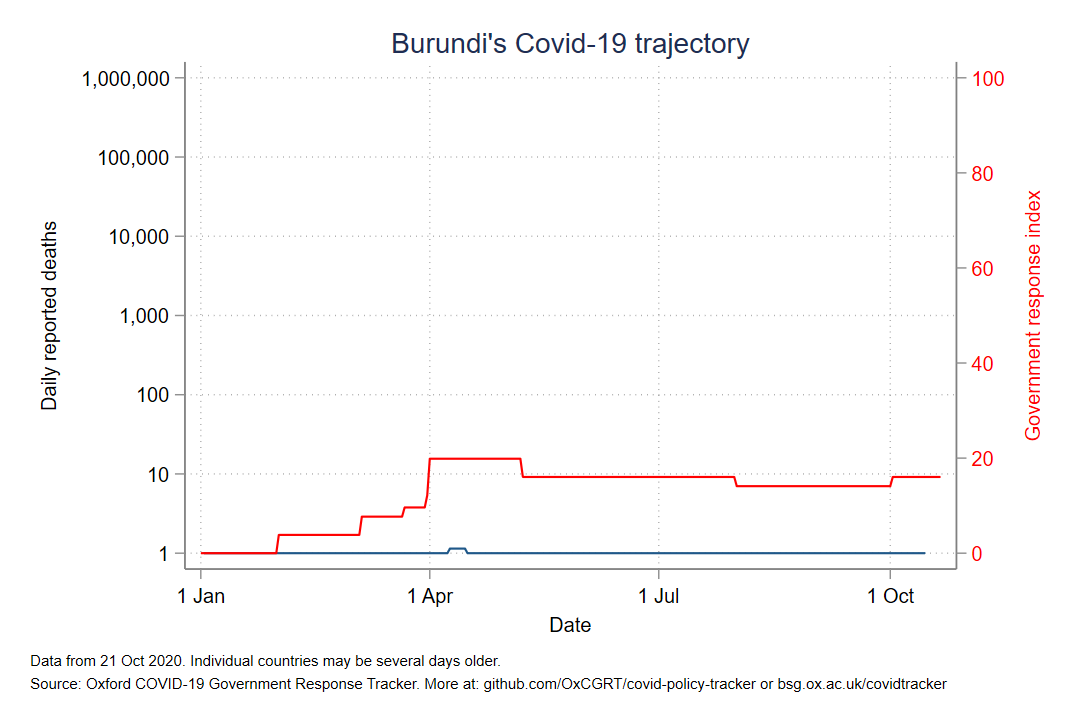 Burundi's Covid-19 trajectory
1,000,000
100,000
10,000
1,000
100
10
1
Daily reported deaths
100
80
60
40
20
0
Government response index
1 Jan
1 Apr
1 Jul
1 Oct
Date
Data from 21 Oct 2020. Individual countries may be several days older.
Source: Oxford COVID-19 Government Response Tracker. More at: github.com/OxCGRT/covid-policy-tracker or bsg.ox.ac.uk/covidtracker